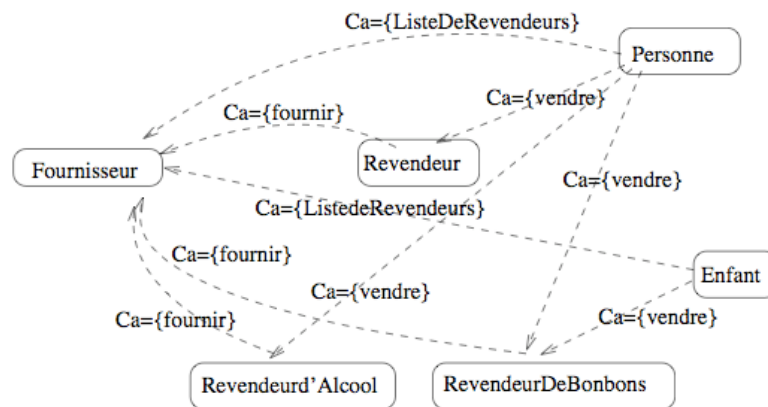 Ca={ListeDeRevendeurs}
Personne
Ca={vendre}
Ca={fournir}
Revendeur
Fournisseur
Ca={vendre}
Ca={ListedeRevendeurs}
Ca={fournir}
Enfant
Ca={vendre}
Ca={fournir}
Ca={vendre}
Revendeurd'Alcool
RevendeurDeBonbons